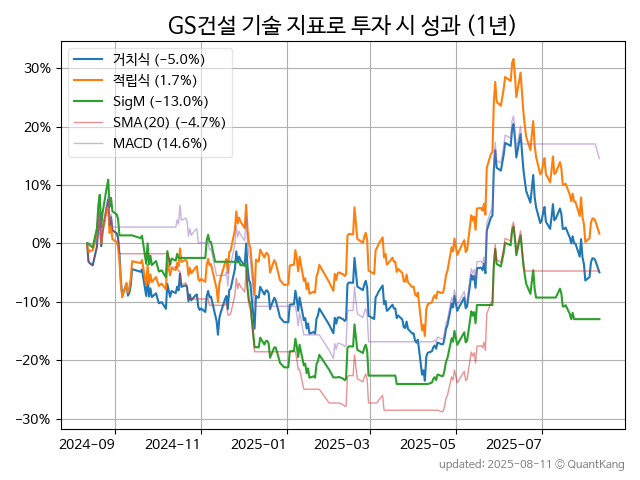 GS건설 기술 지표로 투자 시 성과 (1년)
거치식 (−5.0%)
적립식 (1.7%)
SigM (−13.0%)
SMA(20) (−4.7%)
MACD (14.6%)
30%
20%
10%
0%
−10%
−20%
−30%
2024−09 2024−11 2025−01 2025−03 2025−05 2025−07
updated: 2025-08-11 © QuantKang